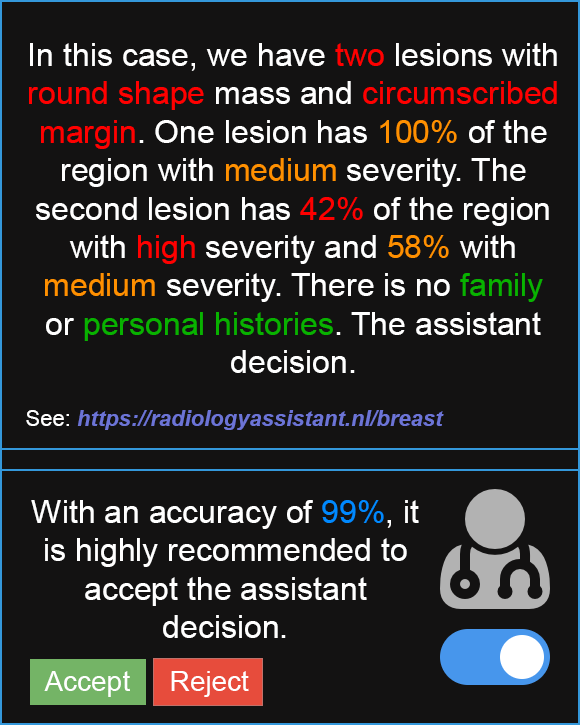 In this case, we have two lesions with
round shape mass and circumscribed
margin. One lesion has 100% of the
region with medium severity. The
second lesion has 42% of the region
with high severity and 58% with
medium severity. There is no family
or personal histories. The assistant
decision.
See: https://radiologyassistant.nl/breast
With an accuracy of 99%, it
is highly recommended to
accept the assistant
decision.
Accept Reject